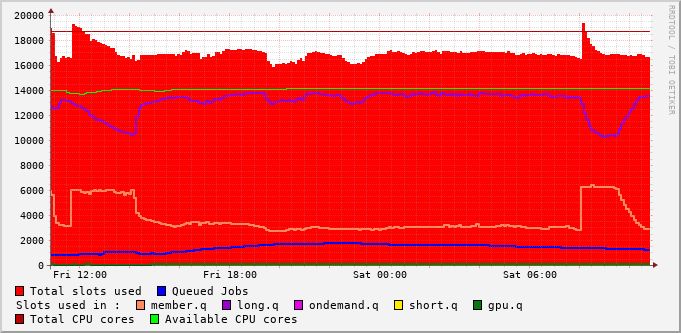 RRDTOOL / TOBI OETIKER
20000
18000
16000
14000
12000
10000
8000
6000
4000
2000
0
Fri 12:00 Fri 18:00 Sat 00:00 Sat 06:00
Total slots used Queued Jobs
Slots used in : member.q long.q ondemand.q short.q gpu.q
Total CPU cores Available CPU cores